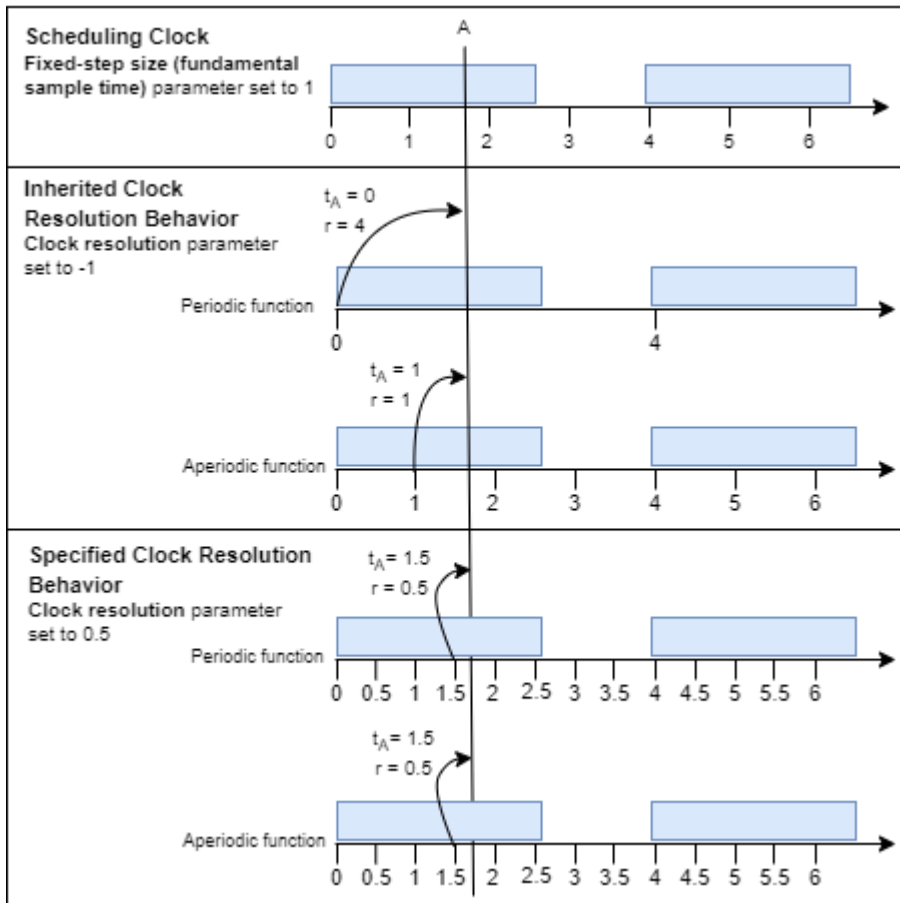 A
Scheduling Clock
Fixed-step size (fundamental
sample time) parameter set to 1
0 1 2 3 4 5 6
Inherited Clock
Resolution Behavior
Clock resolution parameter
set to -1
tA = 0
r = 4
Periodic function
0 4
tA = 1
r = 1
Aperiodic function
0 1 2 3 4 5 6
Specified Clock Resolution
Behavior
Clock resolution parameter
set to 0.5
tA = 1.5
r = 0.5
Periodic function
0 0.5 1 1.5 2 2.5 3 3.5 4 4.5 5 5.5 6
tA = 1.5
r = 0.5
Aperiodic function
0 0.5 1 1.5 2 2.5 3 3.5 4 4.5 5 5.5 6